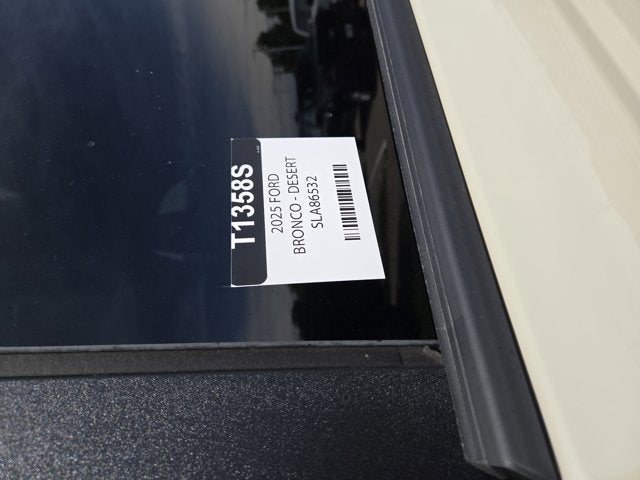 T1358S
2025 FORD
BRONCO - DESERT
SLA86532